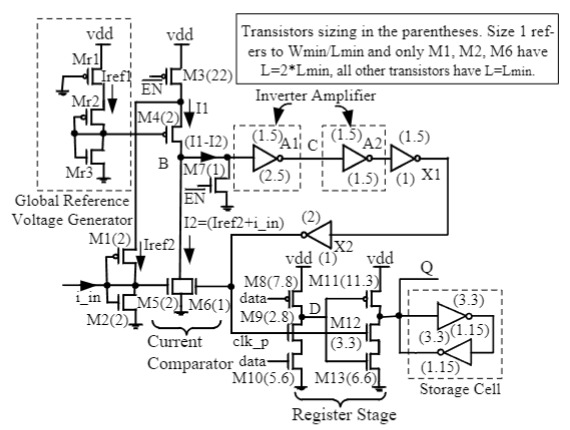 Transistors sizing in the parentheses. Size 1 ref-
ers to Wmin/Lmin and only M1, M2, M6 have
L=2*Lmin, all other transistors have L=Lmin.
vdd
vdd
Mr1
Iref1
M3(22)
EN
Mr2
I1
M4(2)
Mr3
Global Reference
Voltage Generator
Inverter Amplifier
(1.5)
A1
C
(1.5)
A2
(1.5)
(I1-I2)
B
M7(1)
(2.5)
(1.5)
(1)
X1
EN
M1(2)
Iref2
I2=(Iref2+i_in)
(2)
X2
(1)
i_in
M2(2)
M5(2)
M6(1)
Current
Comparator
vdd
vdd
M8(7.8)
M11(11.3)
Q
data
D
M9(2.8)
M12
(3.3)
clk_p
data
M10(5.6)
M13(6.6)
(3.3)
(3.3)
(1.15)
(1.15)
Storage Cell
Register Stage